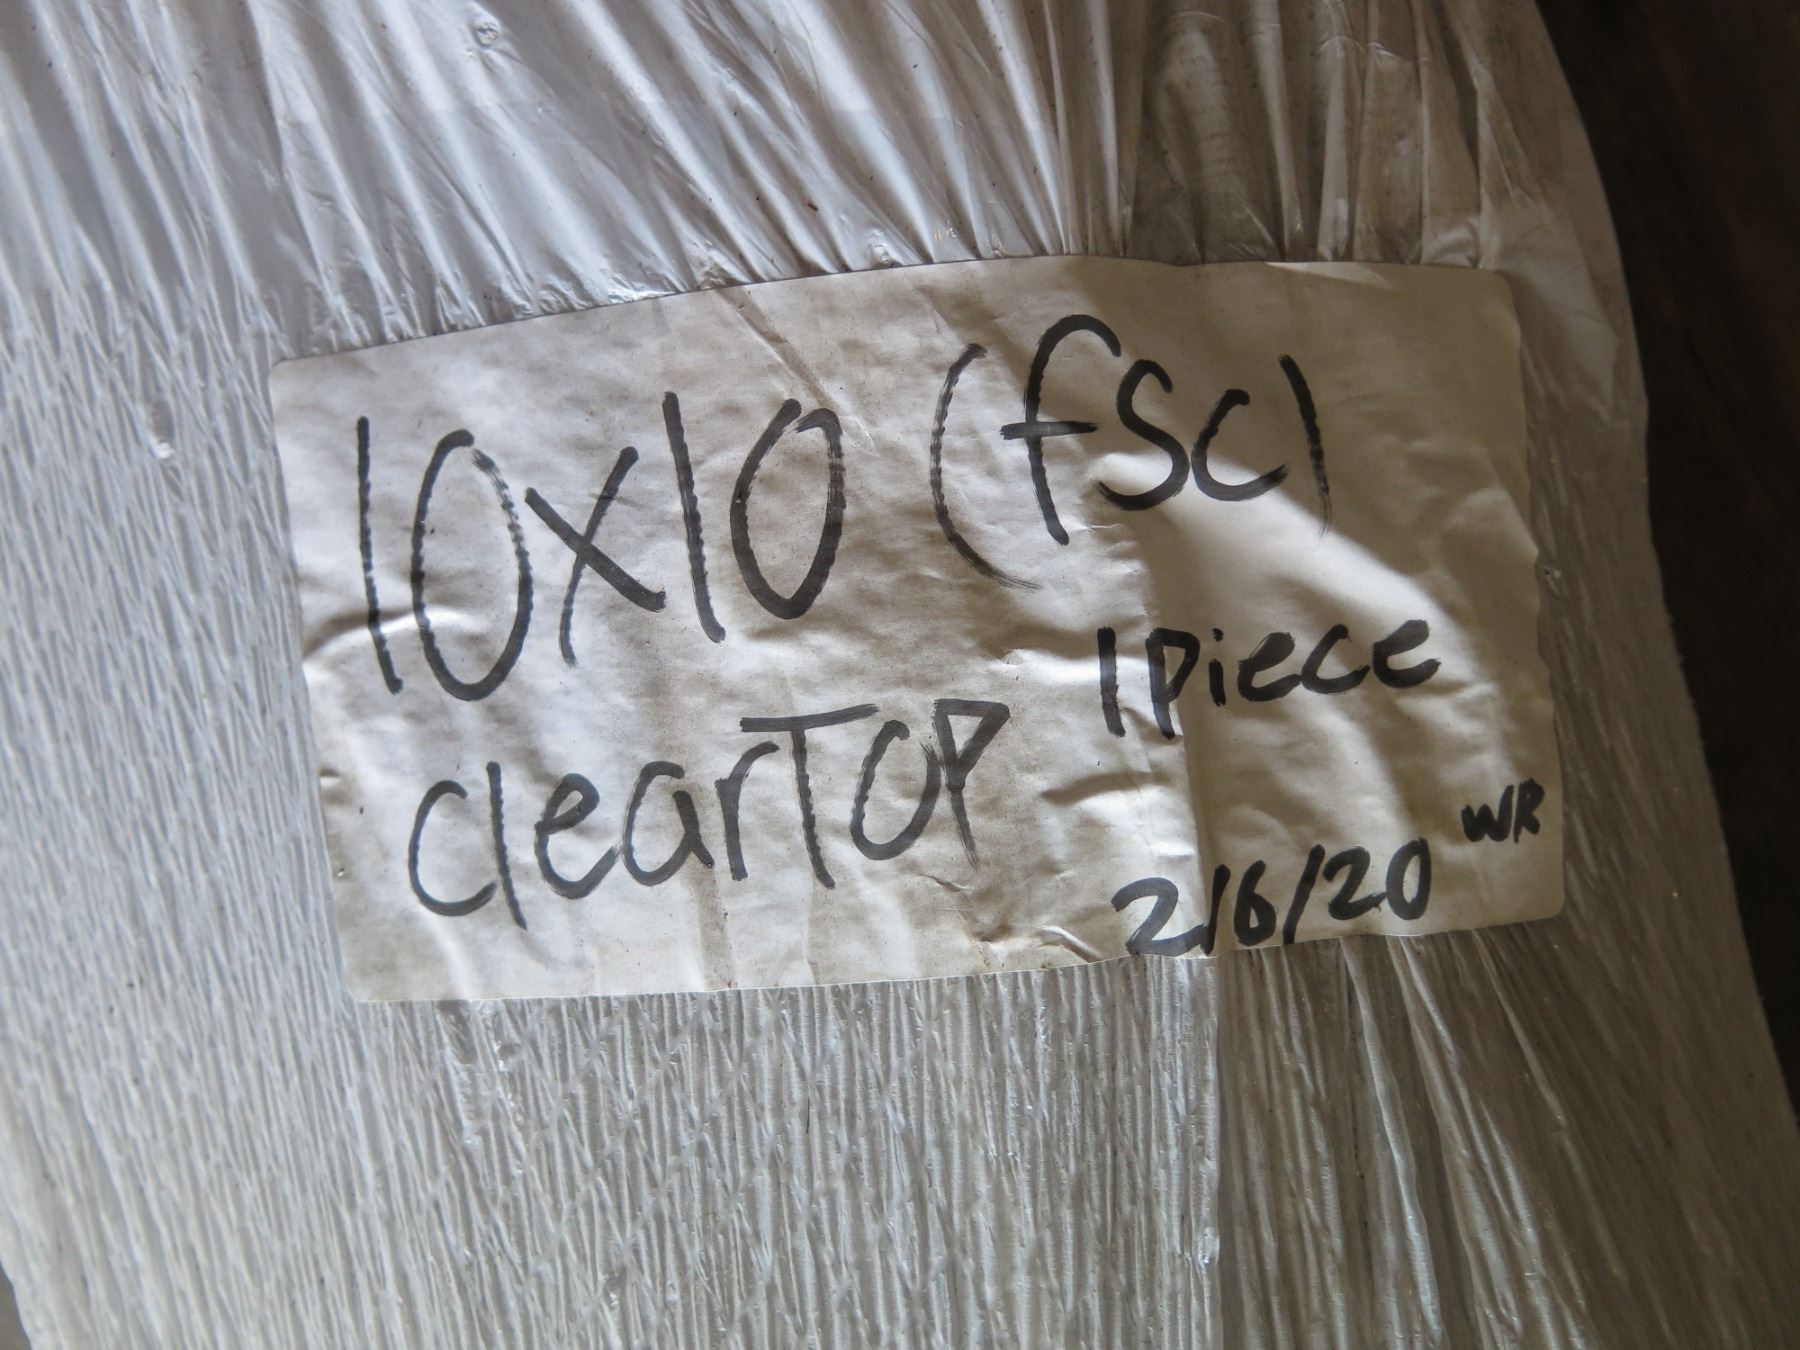 10x10 (fsc)
1piece
clearTOP
WR
2/6/20